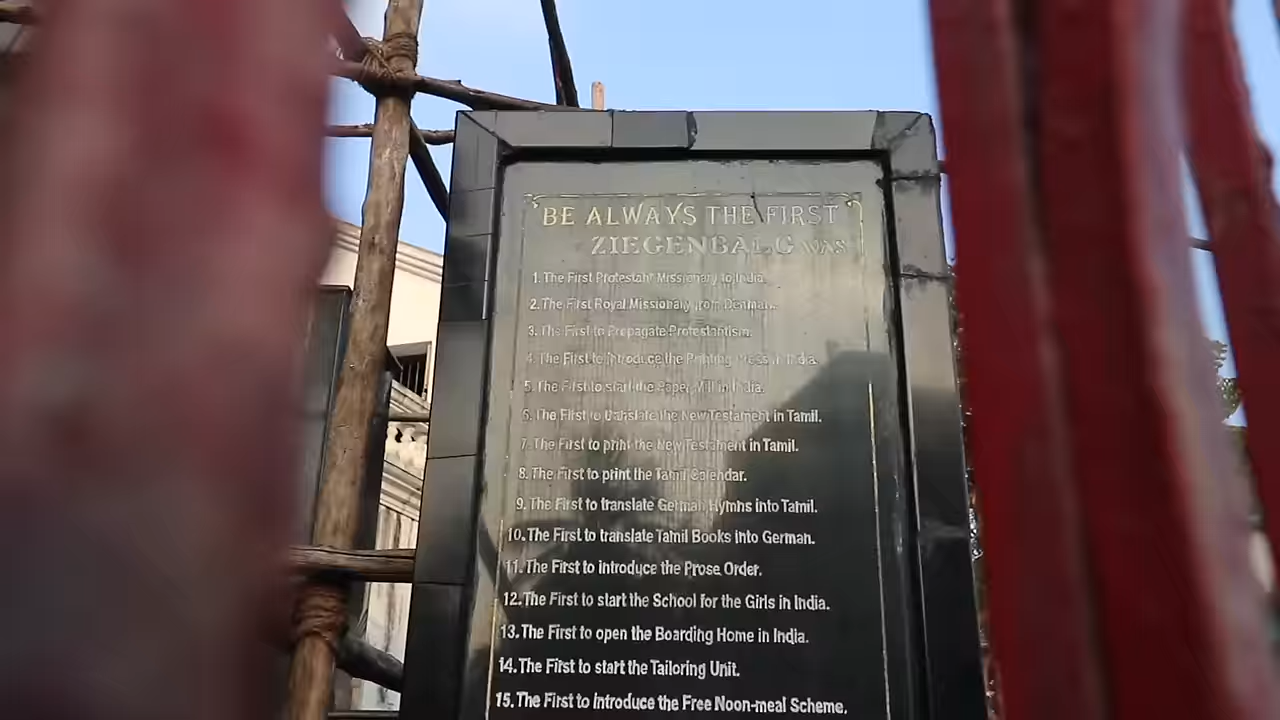 BE ALWAYS THE FIRST
ZIEGENBALG WAS
1. The First Protestant Missionary to India.
2. The First Royal Missionary from Denmark.
3. The First to Propagate Protestantism.
4. The First to introduce the Printing Press in India.
5. The First to start the Paper Mill in India.
6. The First to translate the New Testament in Tamil.
7. The First to print the New Testament in Tamil.
8. The First to print the Tamil Calendar.
9. The First to translate German Hymns into Tamil.
10. The First to translate Tamil Books into German.
11. The First to introduce the Prose Order.
12. The First to start the School for the Girls in India.
13. The First to open the Boarding Home in India.
14. The First to start the Tailoring Unit.
15. The First to introduce the Free Noon-meal Scheme.